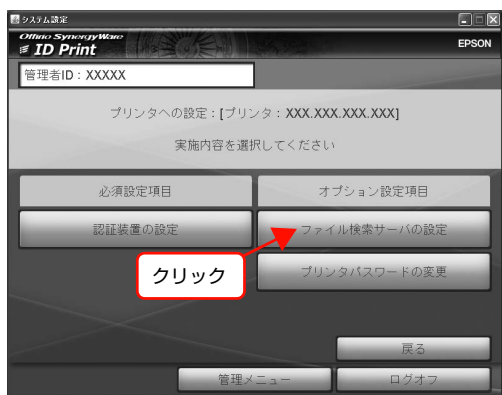 システム設定
Offirio SynergyWare
ID Print
EPSON
管理者ID：XXXXX
プリンタへの設定：[プリンタ：XXX.XXX.XXX.XXX]
実施内容を選択してください
必須設定項目
オプション設定項目
認証装置の設定
ファイル検索サーバの設定
クリック
プリンタパスワードの変更
戻る
管理メニュー
ログオフ